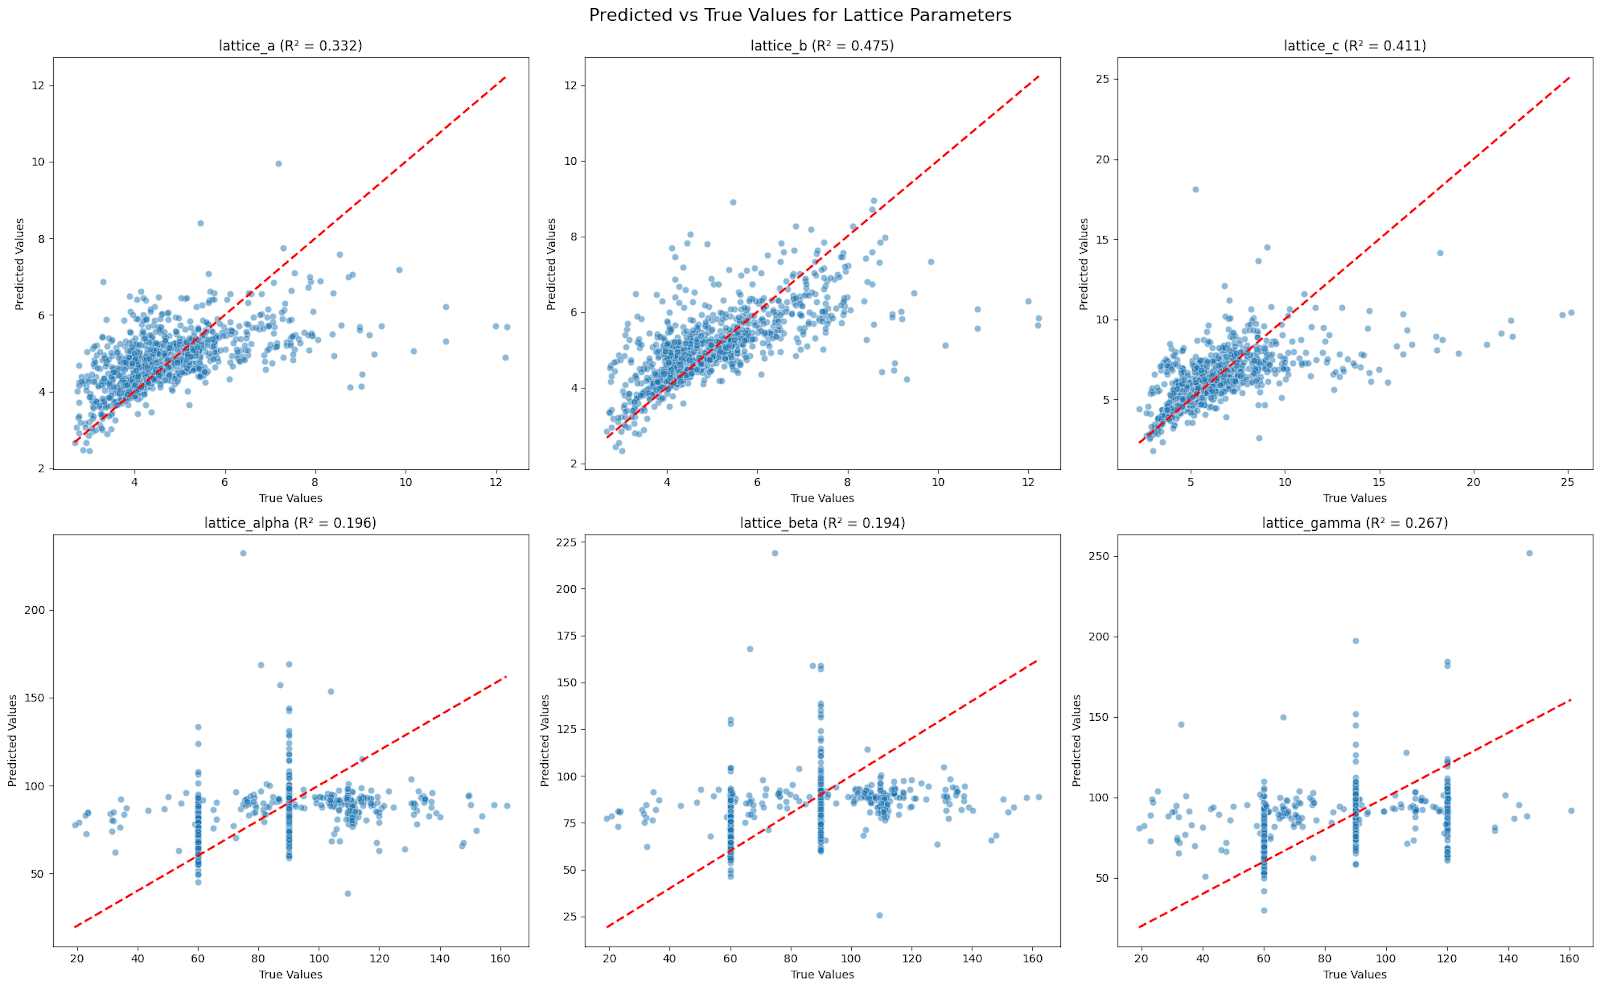 Predicted vs True Values for Lattice Parameters
lattice_a (R² = 0.332)
lattice_b (R² = 0.475)
lattice_c (R² = 0.411)
Predicted Values
12
10
8
6
4
2
4 6 8 10 12
True Values
Predicted Values
12
10
8
6
4
2
4 6 8 10 12
True Values
Predicted Values
25
20
15
10
5
5 10 15 20 25
True Values
lattice_alpha (R² = 0.196)
lattice_beta (R² = 0.194)
lattice_gamma (R² = 0.267)
Predicted Values
200
150
100
50
20 40 60 80 100 120 140 160
True Values
Predicted Values
225
200
175
150
125
100
75
50
25
20 40 60 80 100 120 140 160
True Values
Predicted Values
250
200
150
100
50
20 40 60 80 100 120 140 160
True Values